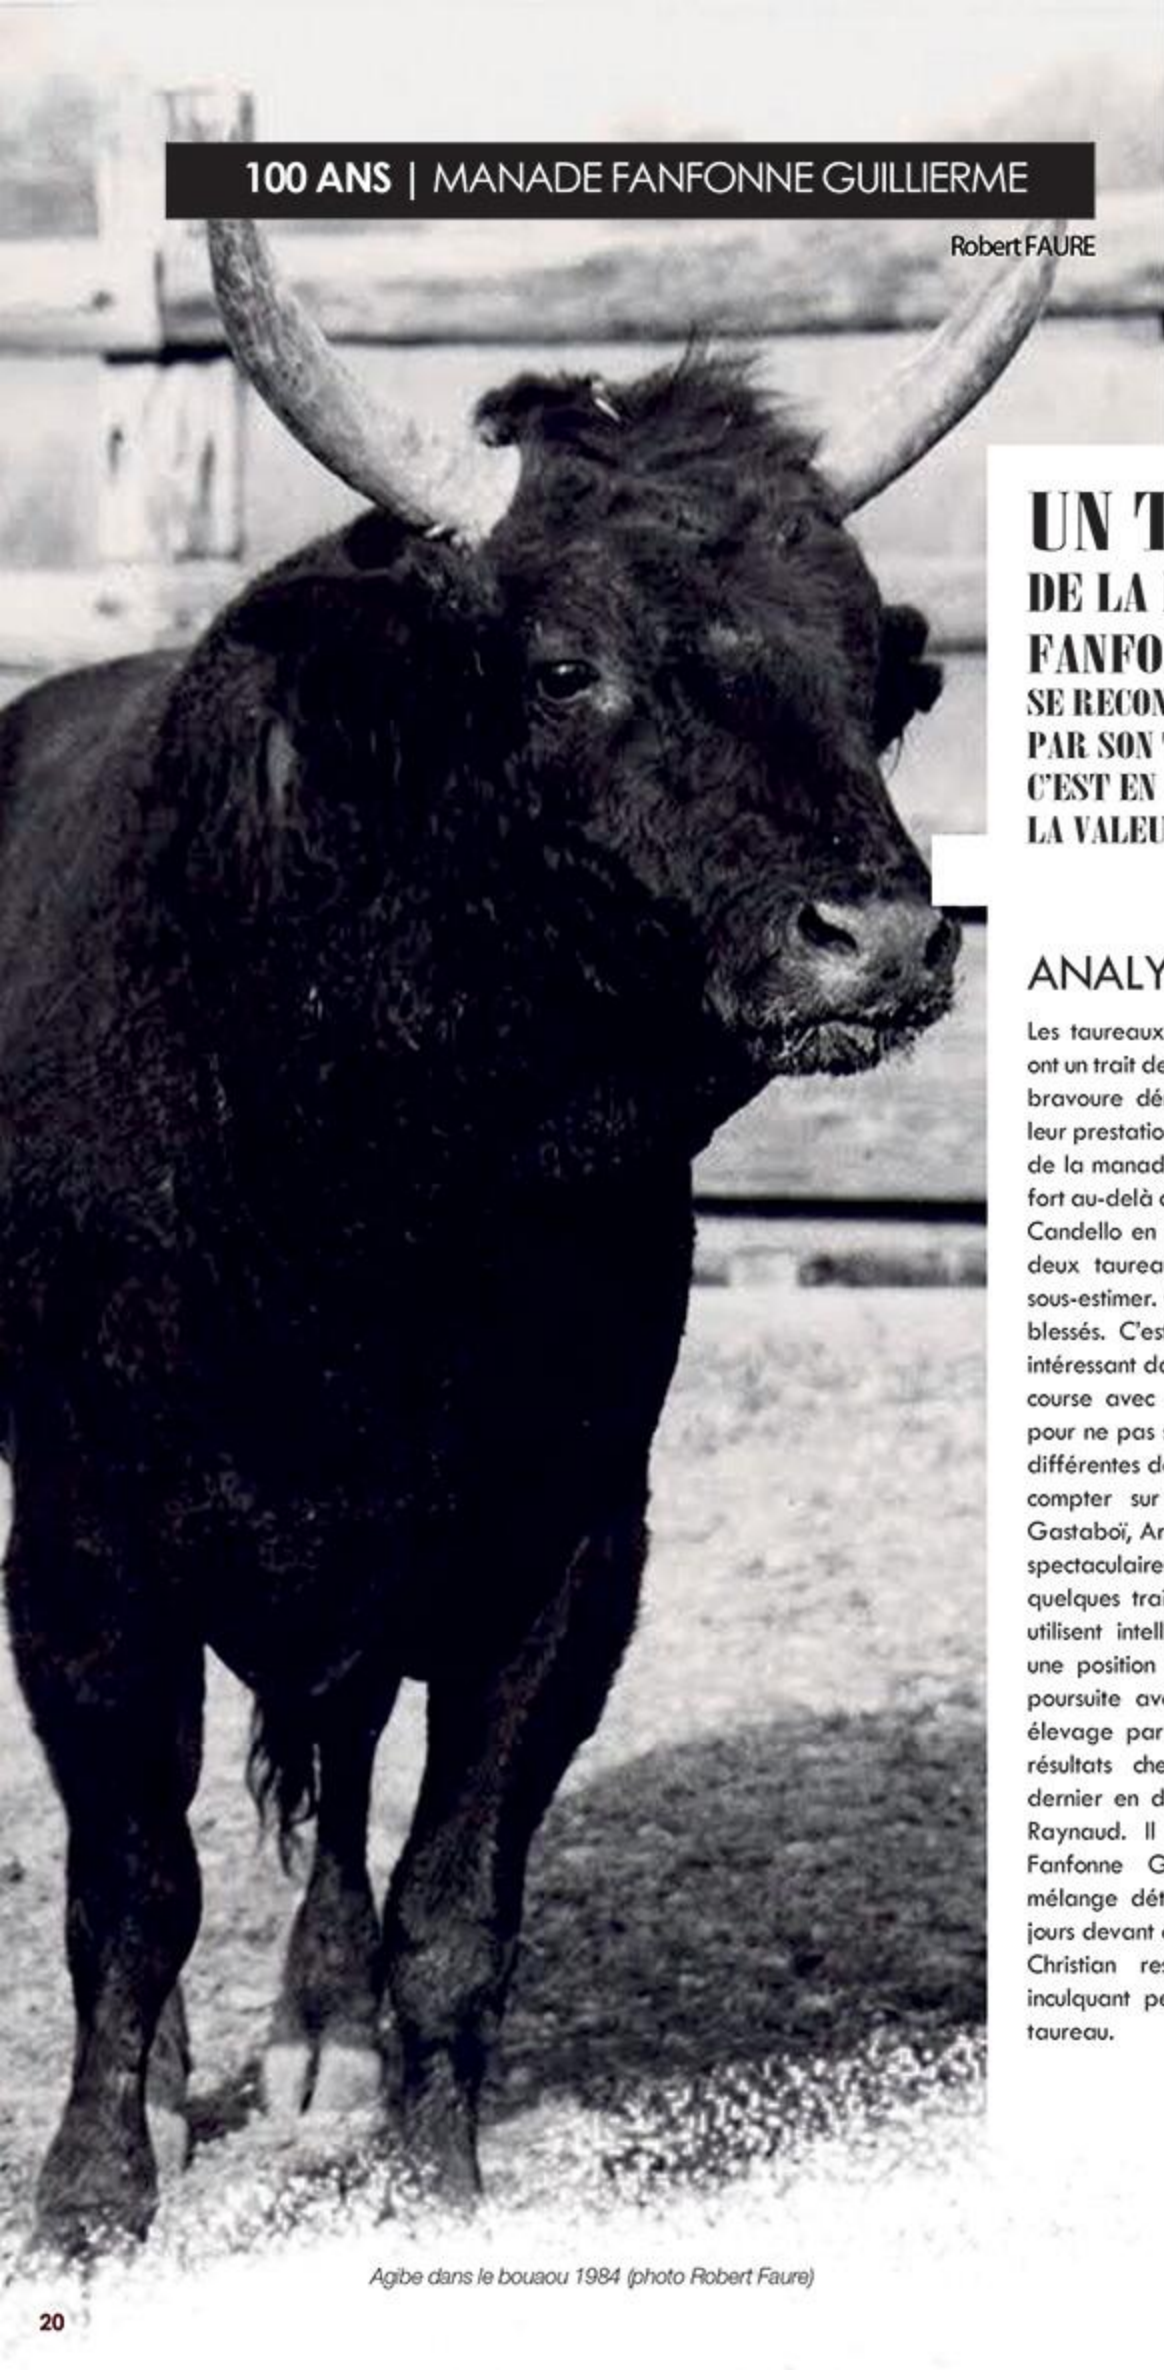 100 ANS | MANADE FANFONNE GUILLIERME
Robert FAURE
UN
DE LA
FANFO
SE RECON
PAR SON
C'EST EN
LA VALEU
ANALY
Les taureaux
ont un trait de
bravoure dé
leur prestatio
de la manad
fort au-delà
Candello en
deux taurea
sous-estimer.
blessés. C'es
intéressant da
course avec
pour ne pas
différentes de
compter sur
Gastaboï, Ar
spectaculaire
quelques trai
utilisent intell
une position
poursuite ave
élevage par
résultats che
dernier en d
Raynaud. Il
Fanfonne G
mélange dét
jours devant
Christian res
inculquant pe
taureau.
Agibe dans le bouaou 1984 (photo Robert Faure)
20